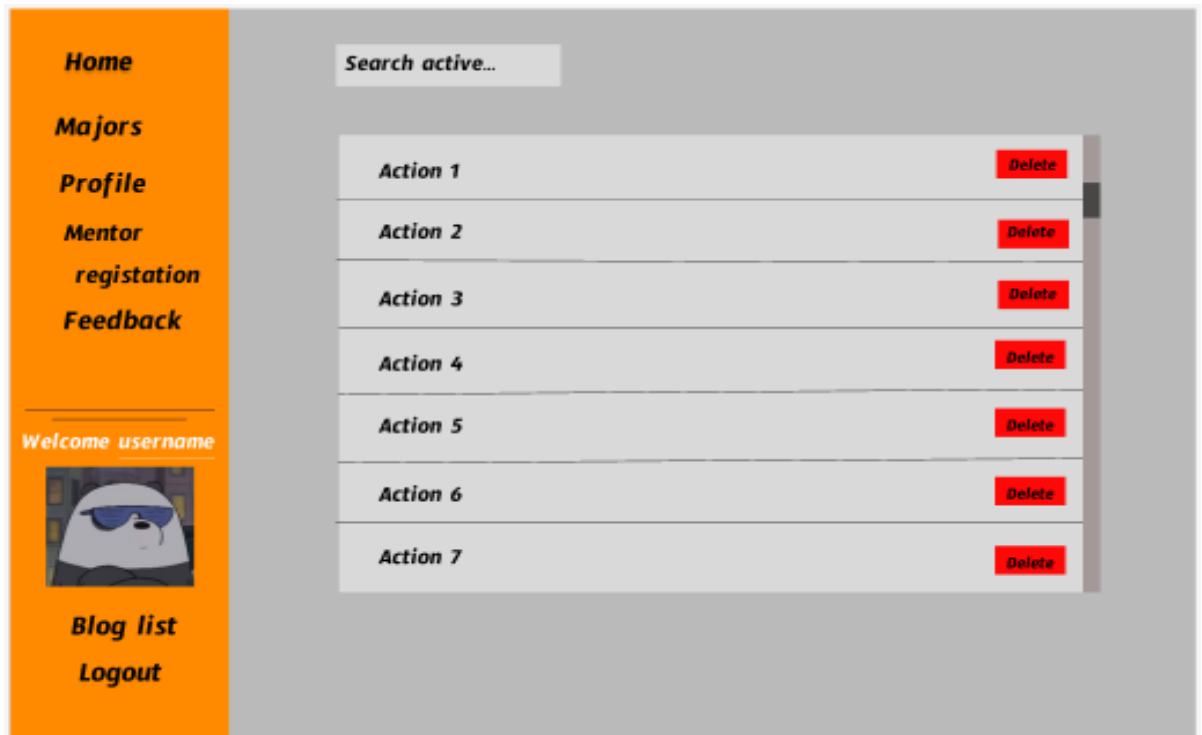 Home
Majors
Profile
Mentor
registation
Feedback
Welcome username
Blog list
Logout
Search active...
Action 1 Delete
Action 2 Delete
Action 3 Delete
Action 4 Delete
Action 5 Delete
Action 6 Delete
Action 7 Delete